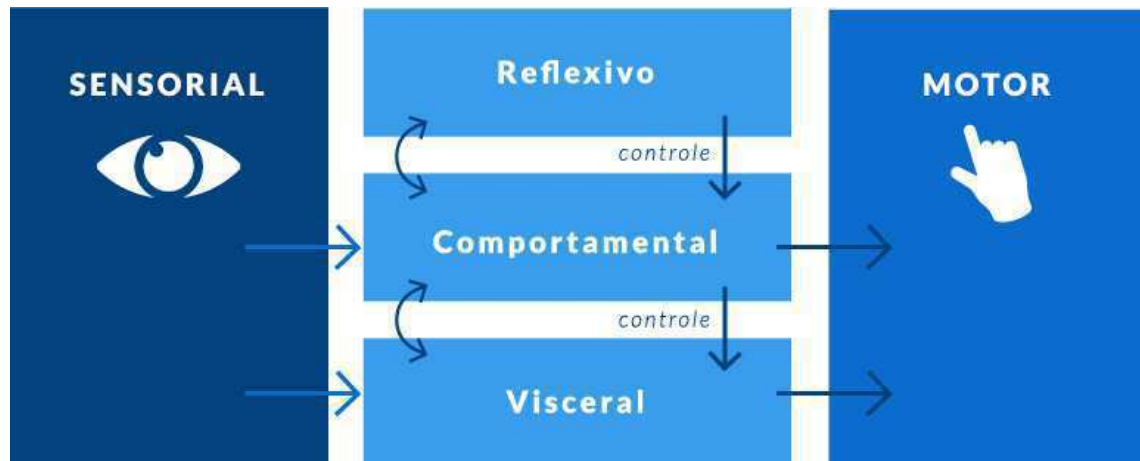 SENSORIAL
Reflexivo
MOTOR
controle
Comportamental
controle
Visceral